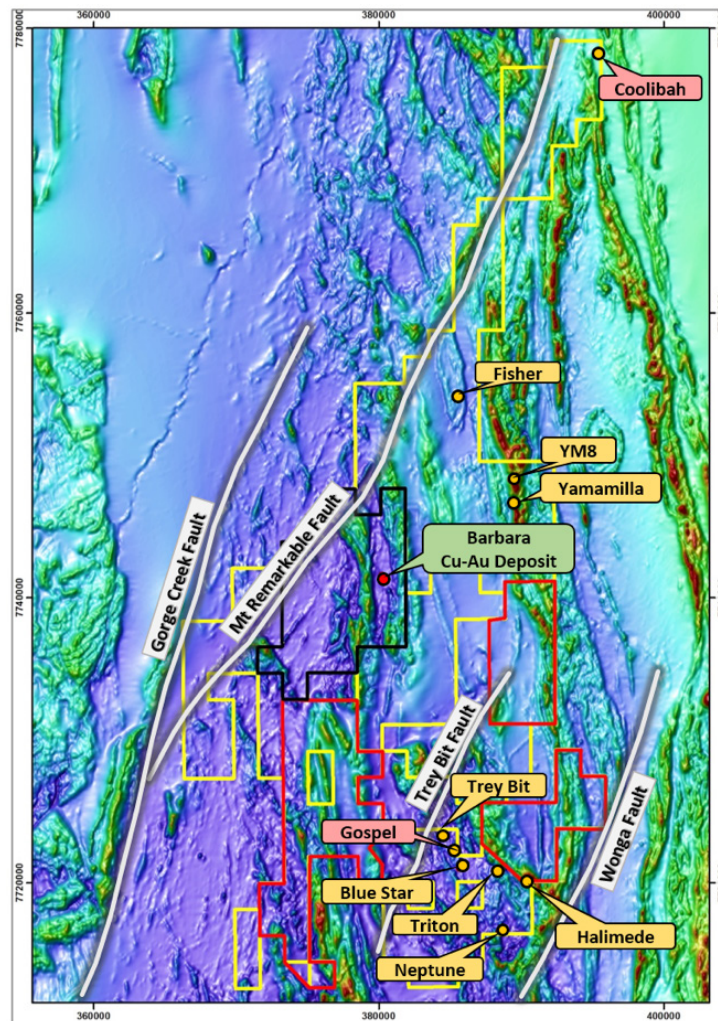 360000
380000
400000
7780000
Coolibah
7760000
Fisher
YM8
Yamamilla
Barbara
Cu-Au Deposit
Gorge Creek Fault
Mt Remarkable Fault
7740000
Trey Bit Fault
Trey Bit
Gospel
Wonga Fault
Blue Star
Triton
Halimede
Neptune
7720000
360000
380000
400000